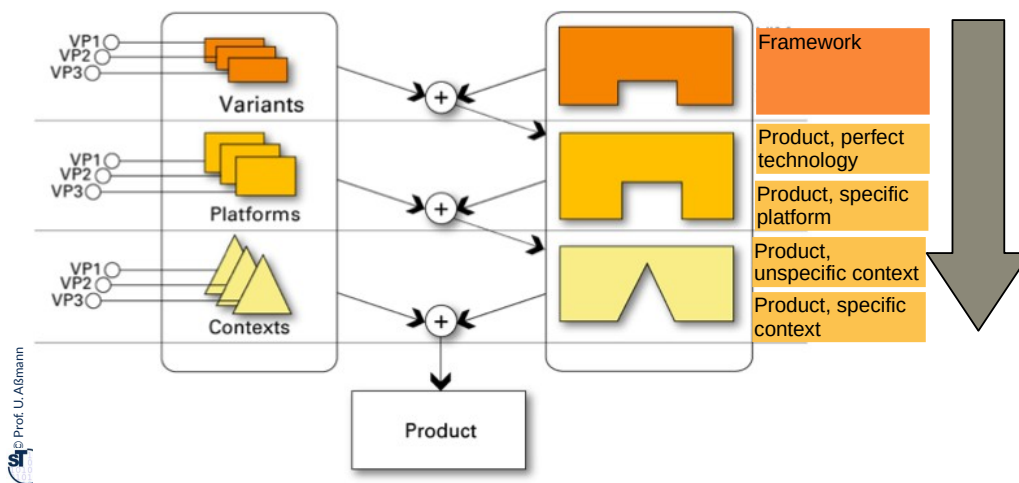 VP1
VP2
VP3
Variants
+
Framework
VP1
VP2
VP3
Platforms
+
Product, perfect
technology
Product, specific
platform
VP1
VP2
VP3
Contexts
+
Product,
unspecific context
Product, specific
context
Product
© Prof. U. Aßmann
ST